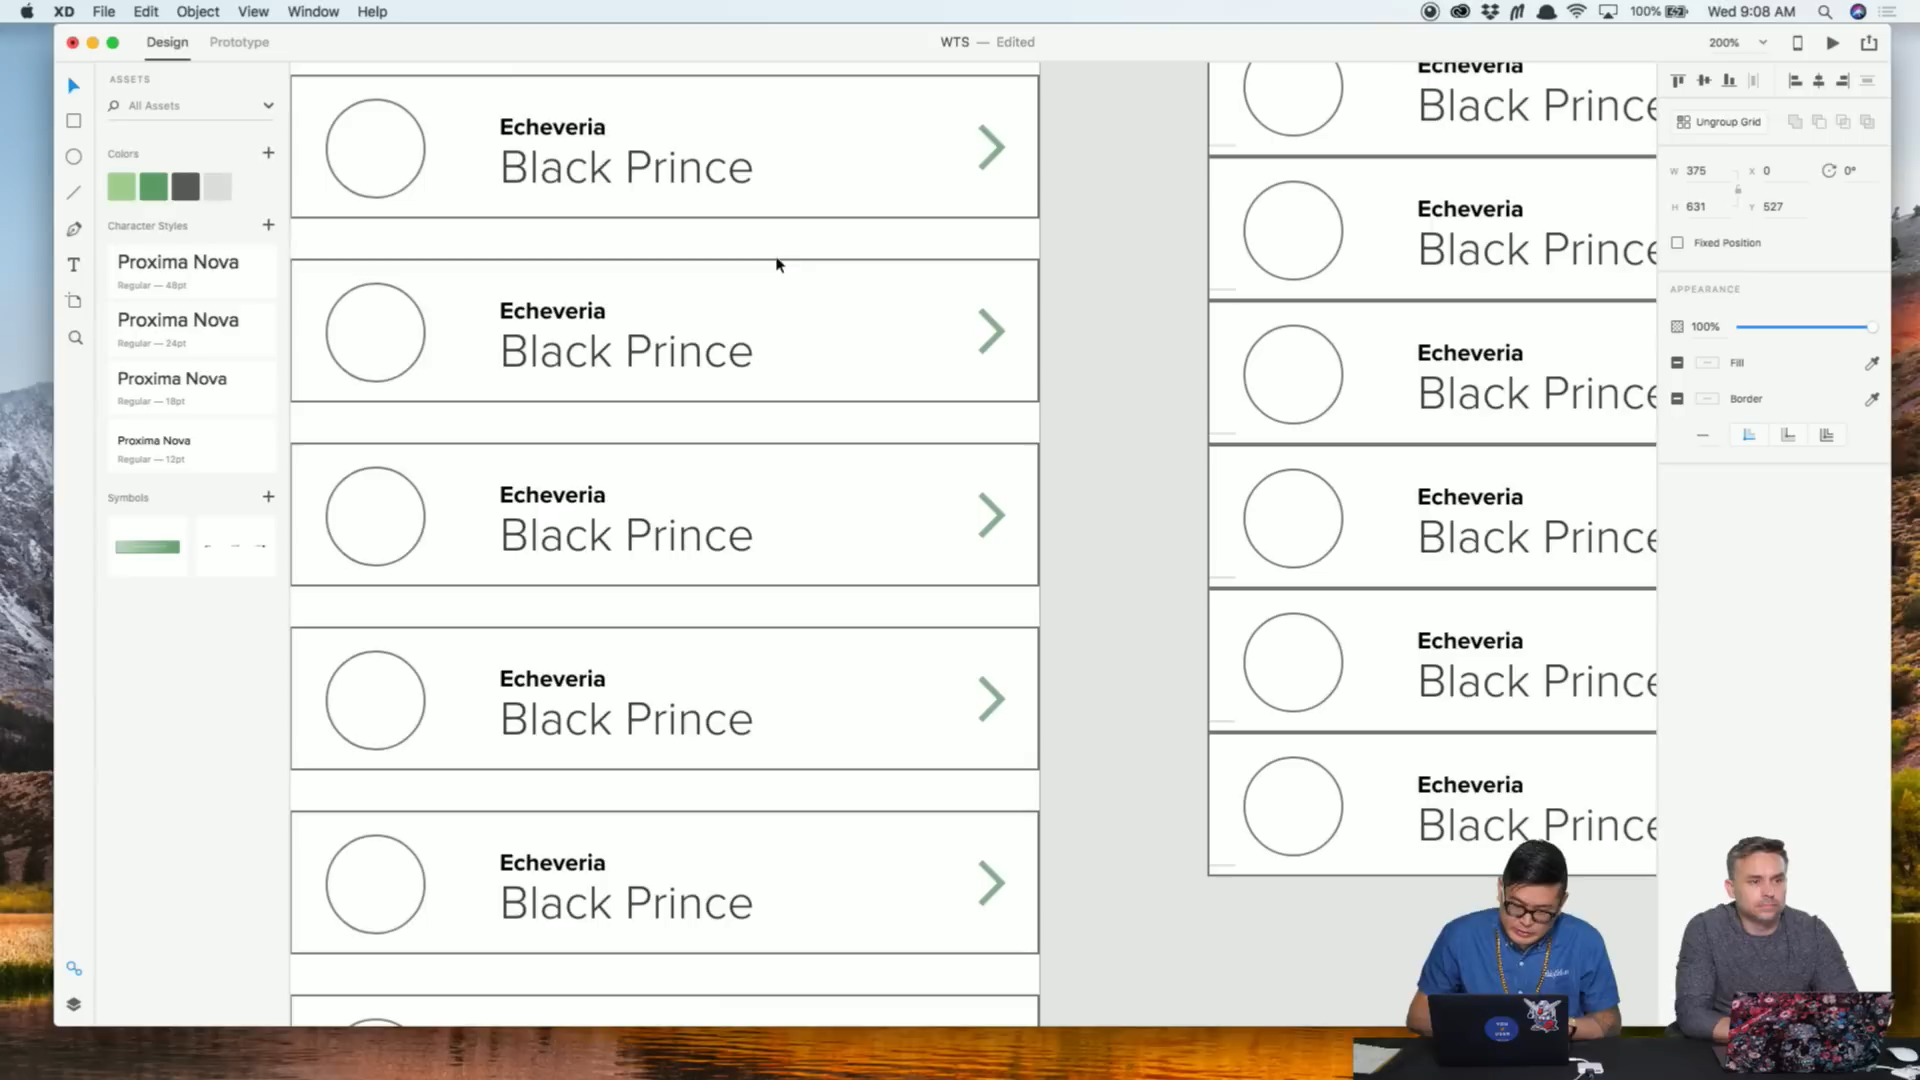 XD File Edit View Window Help
Object
100% Wed 9:08 AM
Design Prototype
WTS — Edited
200%
ASSETS
All Assets
Colors
Character Styles
Proxima Nova
Regular — 48pt
Proxima Nova
Regular — 24pt
Proxima Nova
Regular — 18pt
Proxima Nova
Regular — 12pt
Symbols
Echeveria
Black Prince
Echeveria
Black Prince
Echeveria
Black Prince
Echeveria
Black Prince
Echeveria
Black Prince
Echeveria
Black Prince
Echeveria
Black Prince
Echeveria
Black Prince
Echeveria
Black Prince
Echeveria
Black Prince
Echeveria
Black Prince
Ungroup Grid
W 375 X 0 0°
H 631 Y 527
Fixed Position
APPEARANCE
100%
Fill
Border